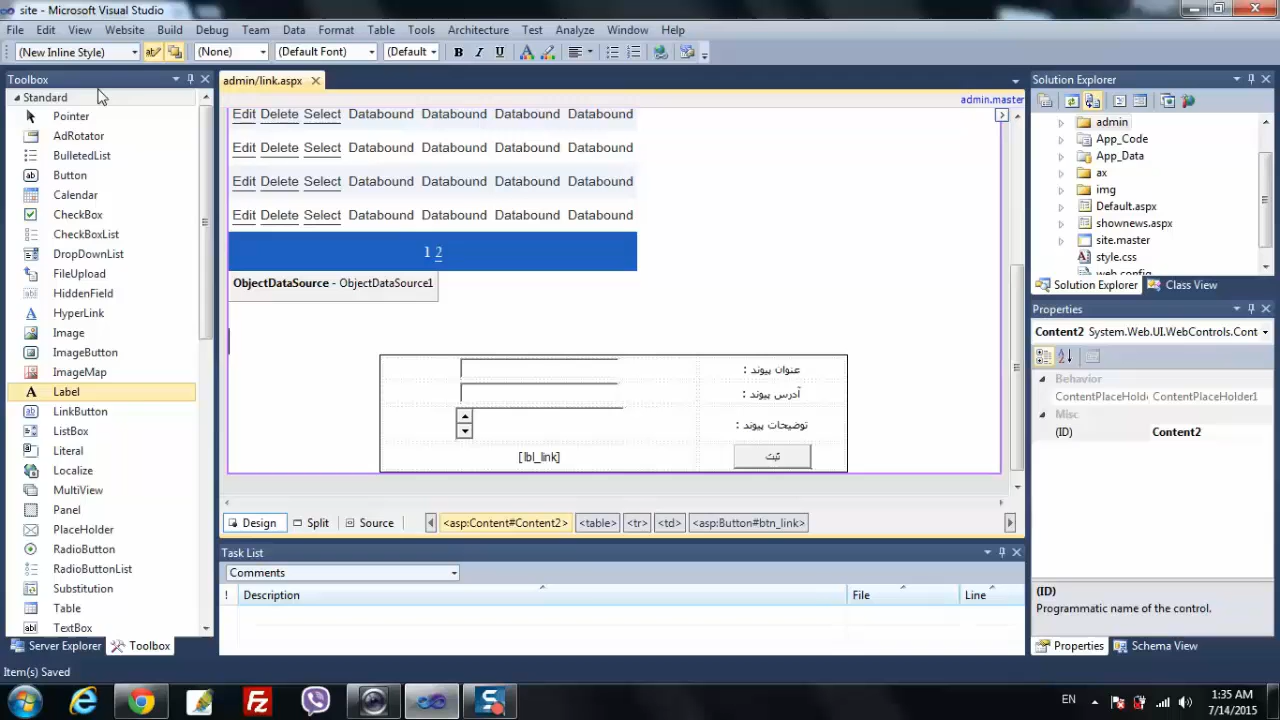 site - Microsoft Visual Studio
File Edit View Website Build Debug Team Data Format Table Tools Architecture Test Analyze Window Help
(New Inline Style) (None) (Default Font) (Default B I U A
Toolbox
Standard
Pointer
AdRotator
BulletedList
Button
Calendar
CheckBox
CheckBoxList
DropDownList
FileUpload
HiddenField
HyperLink
Image
ImageButton
ImageMap
Label
LinkButton
ListBox
Literal
Localize
MultiView
Panel
PlaceHolder
RadioButton
RadioButtonList
Substitution
Table
TextBox
Server Explorer Toolbox
admin/link.aspx
admin.master
Edit Delete Select Databound Databound Databound Databound
Edit Delete Select Databound Databound Databound Databound
Edit Delete Select Databound Databound Databound Databound
Edit Delete Select Databound Databound Databound Databound
1 2
ObjectDataSource - ObjectDataSource1
عنوان پیوند :
آدرس پیوند :
توضیحات پیوند :
ثبت
[lbl_link]
Design Split Source <asp:Content#Content2> <table> <tr> <td> <asp:Button#btn_link>
Task List
Comments
! Description File Line
Solution Explorer
admin
App_Code
App_Data
ax
img
Default.aspx
shownews.aspx
site.master
style.css
web.config
Solution Explorer Class View
Properties
Content2 System.Web.UI.WebControls.Cont
Behavior
ContentPlaceHolde ContentPlaceHolder1
Misc
(ID) Content2
(ID)
Programmatic name of the control.
Properties Schema View
Item(s) Saved
EN
1:35 AM
7/14/2015